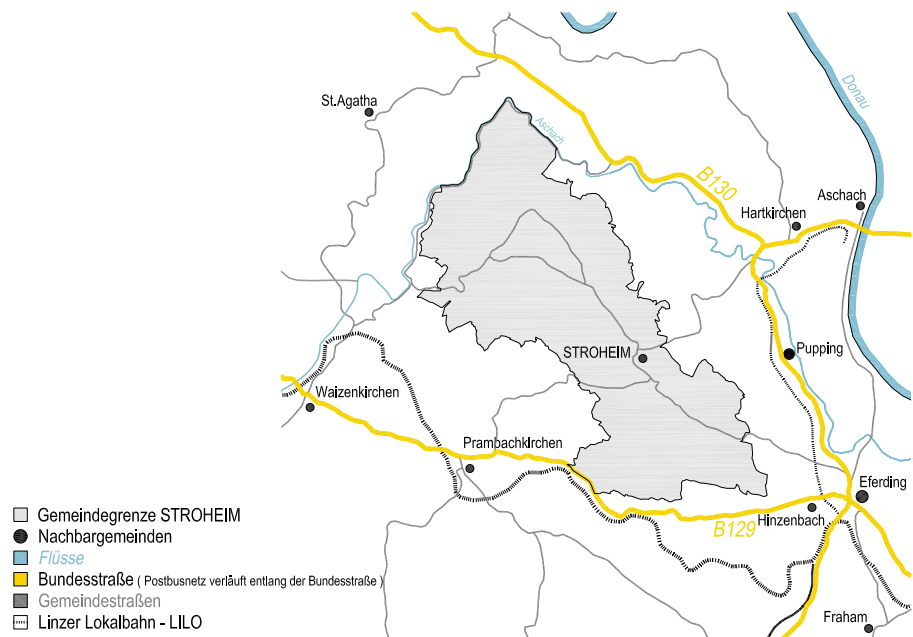 Donau
St.Agatha
Aschach
B130
Aschach
Hartkirchen
STROHEIM
Pupping
Waizenkirchen
Prambachkirchen
Eferding
Hinzenbach
B129
Fraham
Gemeindegrenze STROHEIM
Nachbargemeinden
Flüsse
Bundesstraße ( Postbusnetz verläuft entlang der Bundesstraße )
Gemeindestraßen
Linzer Lokalbahn - LILO